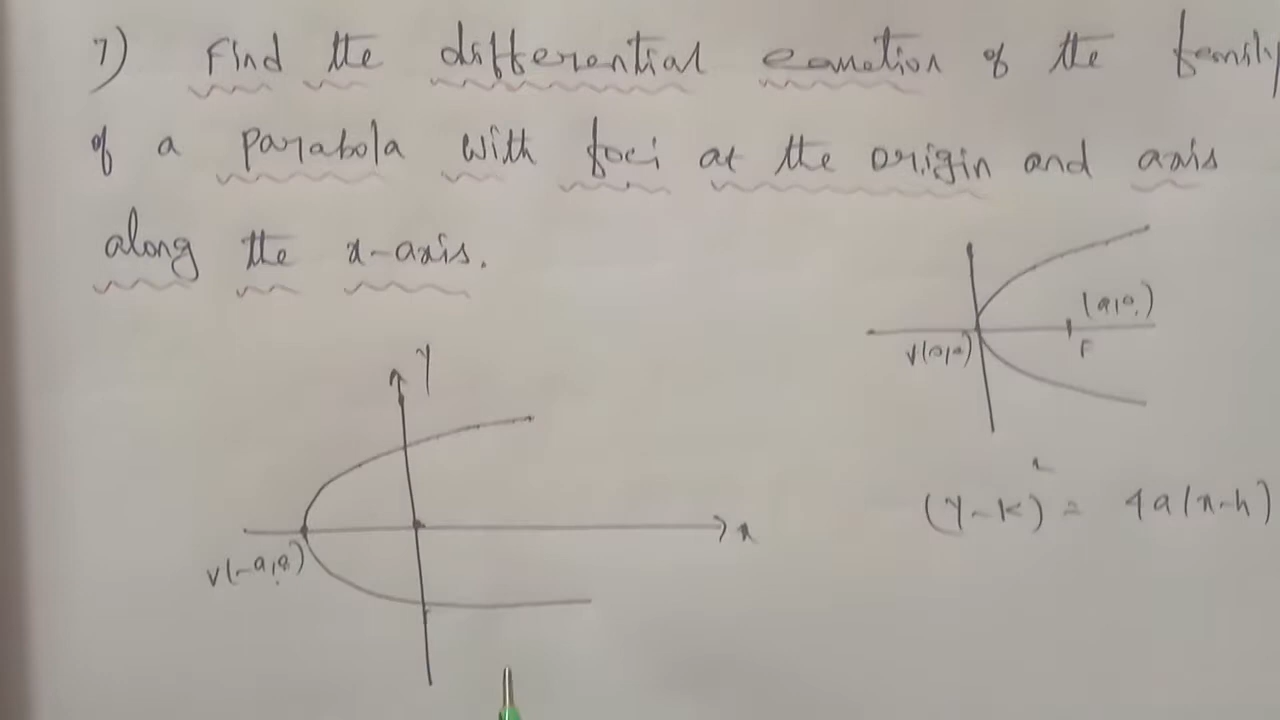 7) Find the differential equation of the family
of a parabola with foci at the origin and axis
along the x-axis.
(a,0)
V(0,0)
F
y
(y-k)² = 4a(x-h)
x
V(-a,0)